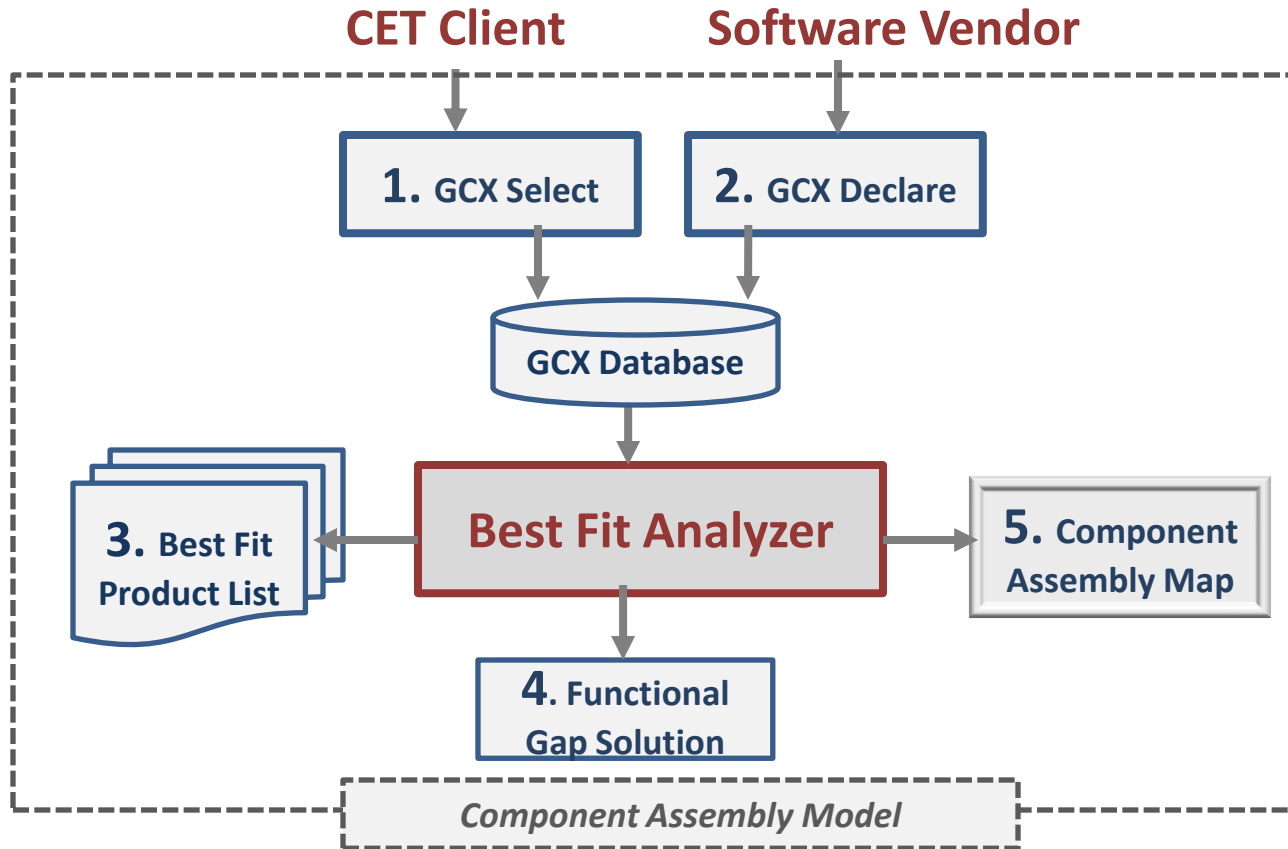 CET Client
Software Vendor
1. GCX Select
2. GCX Declare
GCX Database
Best Fit Analyzer
3. Best Fit
Product List
5. Component
Assembly Map
4. Functional
Gap Solution
Component Assembly Model